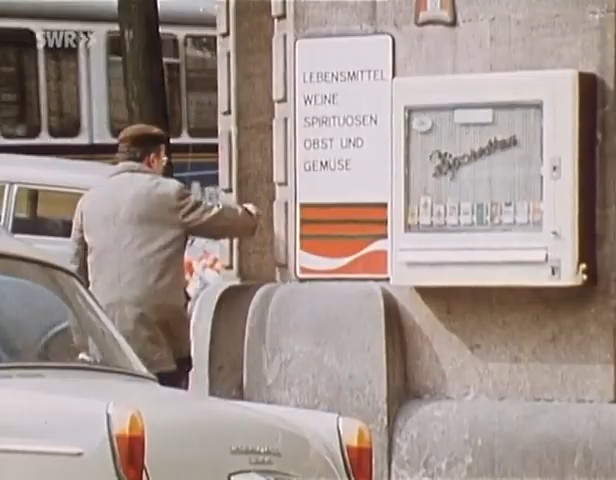 SWR»
LEBENSMITTEL
WEINE
SPIRITUOSEN
OBST UND
GEMÜSE
Zigaretten